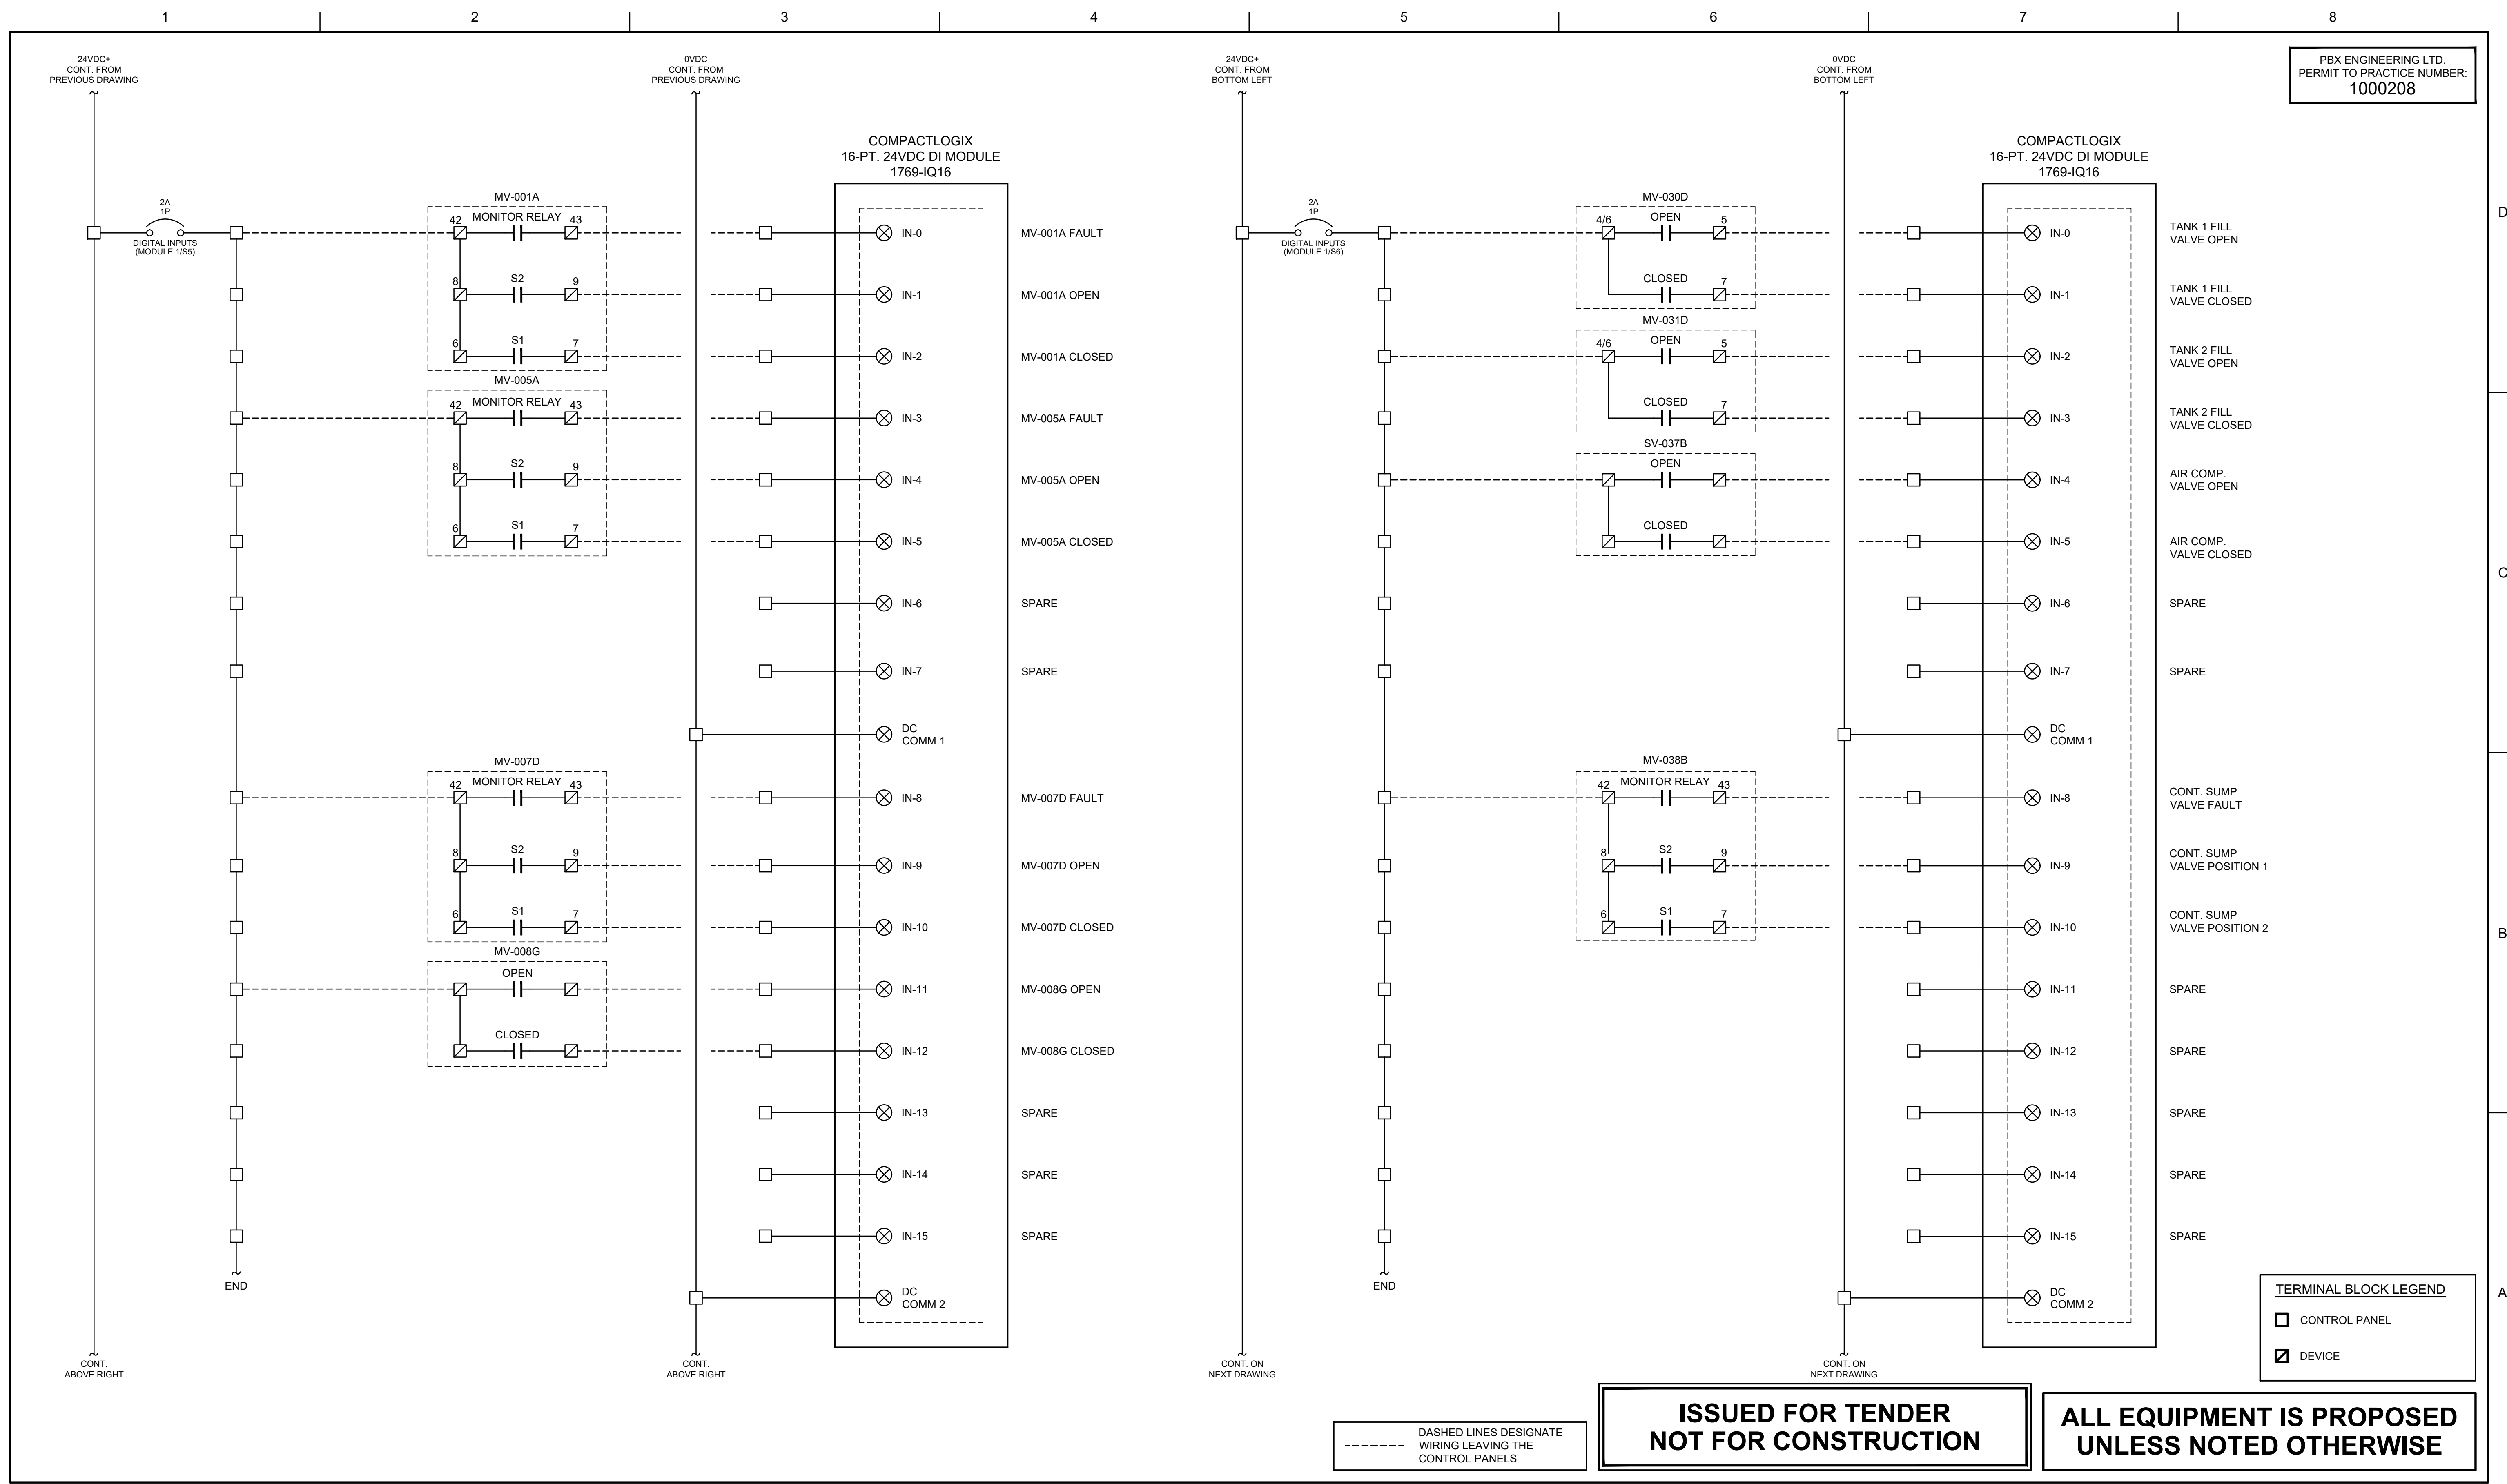 1
2
3
4
5
6
7
8
24VDC+
CONT. FROM
PREVIOUS DRAWING
0VDC
CONT. FROM
PREVIOUS DRAWING
24VDC+
CONT. FROM
BOTTOM LEFT
0VDC
CONT. FROM
BOTTOM LEFT
PBX ENGINEERING LTD.
PERMIT TO PRACTICE NUMBER:
1000208
COMPACTLOGIX
16-PT. 24VDC DI MODULE
1769-IQ16
2A
1P
DIGITAL INPUTS
(MODULE 1/S5)
MV-001A
42 MONITOR RELAY 43
IN-0
MV-001A FAULT
8 S2 9
IN-1
MV-001A OPEN
6 S1 7
IN-2
MV-001A CLOSED
MV-005A
42 MONITOR RELAY 43
IN-3
MV-005A FAULT
8 S2 9
IN-4
MV-005A OPEN
6 S1 7
IN-5
MV-005A CLOSED
IN-6
SPARE
IN-7
SPARE
DC
COMM 1
MV-007D
42 MONITOR RELAY 43
IN-8
MV-007D FAULT
8 S2 9
IN-9
MV-007D OPEN
6 S1 7
IN-10
MV-007D CLOSED
MV-008G
OPEN
IN-11
MV-008G OPEN
CLOSED
IN-12
MV-008G CLOSED
IN-13
SPARE
IN-14
SPARE
IN-15
SPARE
END
DC
COMM 2
CONT.
ABOVE RIGHT
CONT.
ABOVE RIGHT
COMPACTLOGIX
16-PT. 24VDC DI MODULE
1769-IQ16
2A
1P
DIGITAL INPUTS
(MODULE 1/S6)
MV-030D
4/6 OPEN 5
IN-0
TANK 1 FILL
VALVE OPEN
CLOSED 7
IN-1
TANK 1 FILL
VALVE CLOSED
MV-031D
4/6 OPEN 5
IN-2
TANK 2 FILL
VALVE OPEN
CLOSED 7
IN-3
TANK 2 FILL
VALVE CLOSED
SV-037B
OPEN
IN-4
AIR COMP.
VALVE OPEN
CLOSED
IN-5
AIR COMP.
VALVE CLOSED
IN-6
SPARE
IN-7
SPARE
DC
COMM 1
MV-038B
42 MONITOR RELAY 43
IN-8
CONT. SUMP
VALVE FAULT
8 S2 9
IN-9
CONT. SUMP
VALVE POSITION 1
6 S1 7
IN-10
CONT. SUMP
VALVE POSITION 2
IN-11
SPARE
IN-12
SPARE
IN-13
SPARE
IN-14
SPARE
IN-15
SPARE
END
DC
COMM 2
CONT. ON
NEXT DRAWING
CONT. ON
NEXT DRAWING
D
C
B
A
TERMINAL BLOCK LEGEND
CONTROL PANEL
DEVICE
DASHED LINES DESIGNATE
WIRING LEAVING THE
CONTROL PANELS
ISSUED FOR TENDER
NOT FOR CONSTRUCTION
ALL EQUIPMENT IS PROPOSED
UNLESS NOTED OTHERWISE